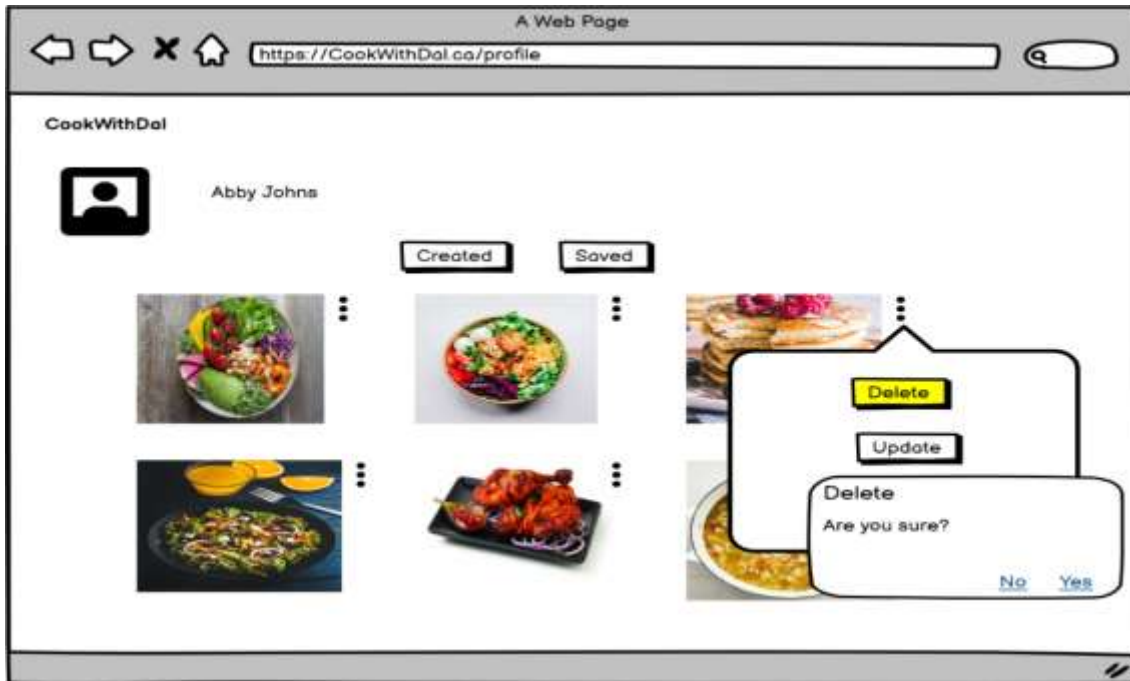 A Web Page
https://CookWithDal.ca/profile
CookWithDal
Abby Johns
Created Saved
Delete
Update
Delete
Are you sure?
No Yes